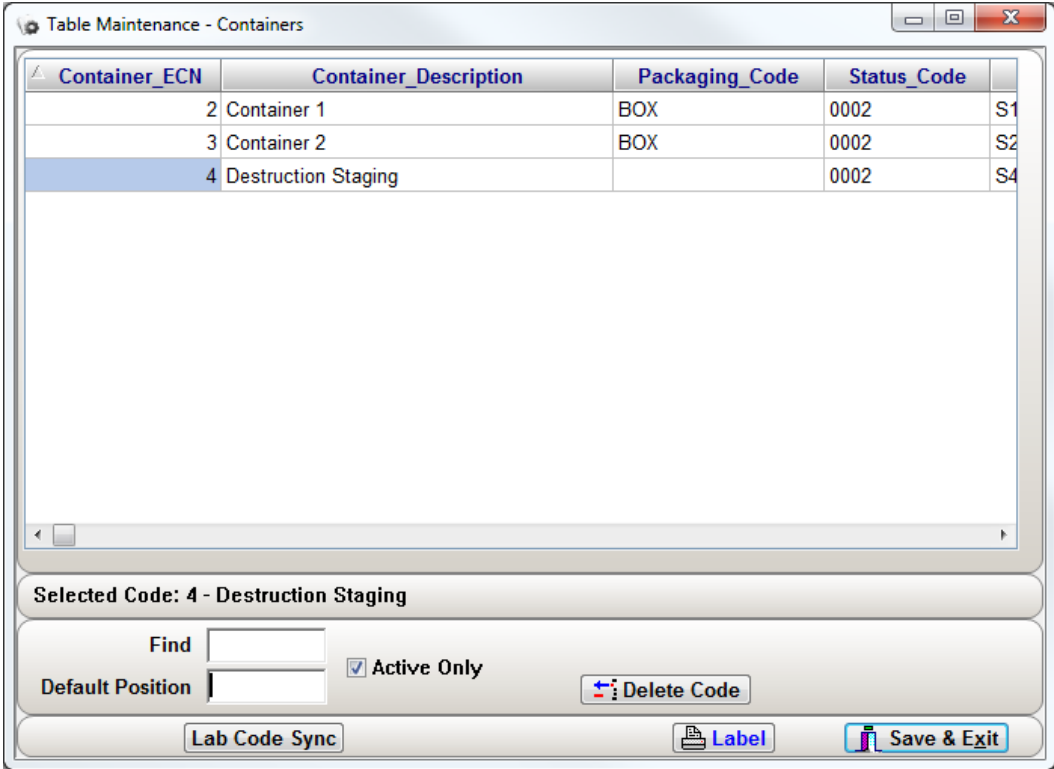 Table Maintenance - Containers
Container_ECN Container_Description Packaging_Code Status_Code
2 Container 1 BOX 0002 S1
3 Container 2 BOX 0002 S2
4 Destruction Staging 0002 S4
Selected Code: 4 - Destruction Staging
Find
Active Only
Default Position
Delete Code
Lab Code Sync Label Save & Exit